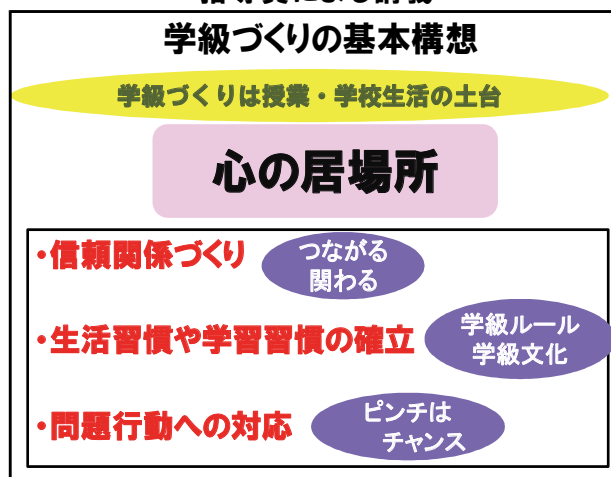 学級づくりの基本構想
学級づくりは授業・学校生活の土台
心の居場所
・信頼関係づくり
つながる
関わる
・生活習慣や学習習慣の確立
学級ルール
学級文化
・問題行動への対応
ピンチは
チャンス